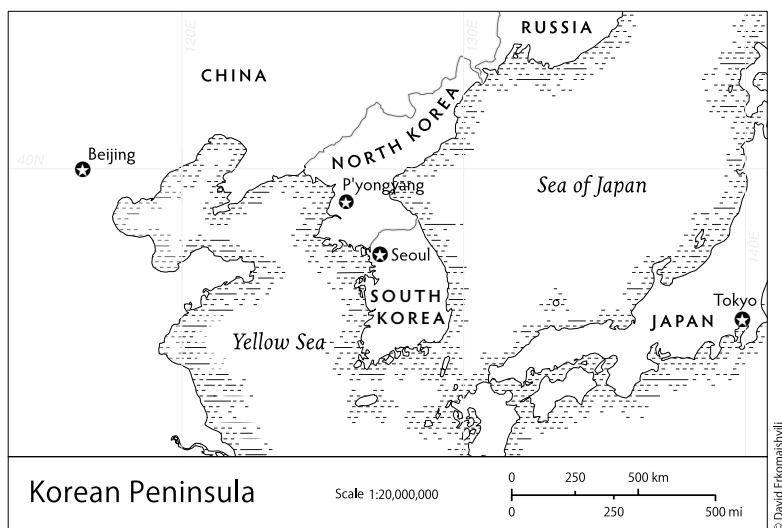 RUSSIA
120E
130E
CHINA
NORTH KOREA
40N
Beijing
P'yongyang
Sea of Japan
140E
Seoul
SOUTH
KOREA
Tokyo
JAPAN
Yellow Sea
Korean Peninsula
Scale 1:20,000,000
0 250 500 km
0 250 500 mi
© David Erkomaishvili